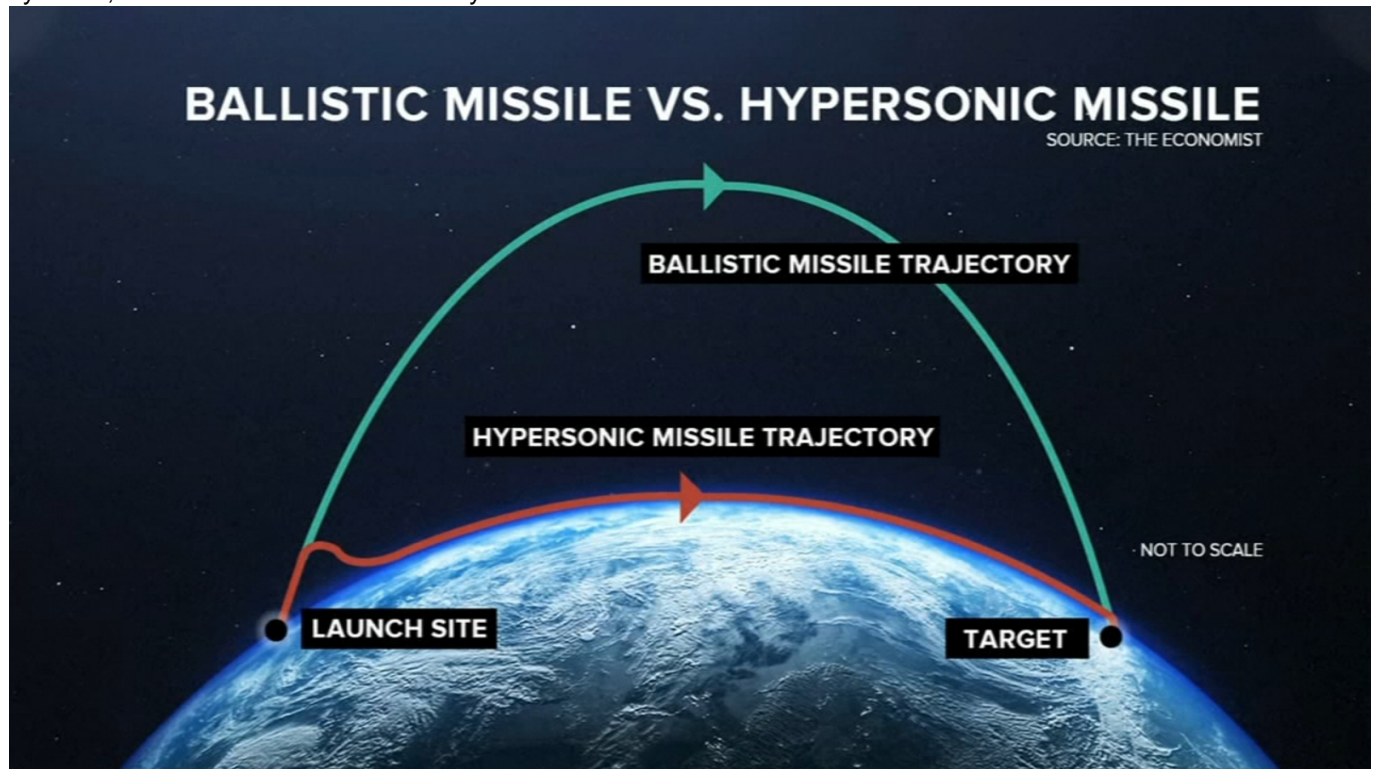 BALLISTIC MISSILE VS. HYPERSONIC MISSILE
SOURCE: THE ECONOMIST
BALLISTIC MISSILE TRAJECTORY
HYPERSONIC MISSILE TRAJECTORY
NOT TO SCALE
LAUNCH SITE
TARGET